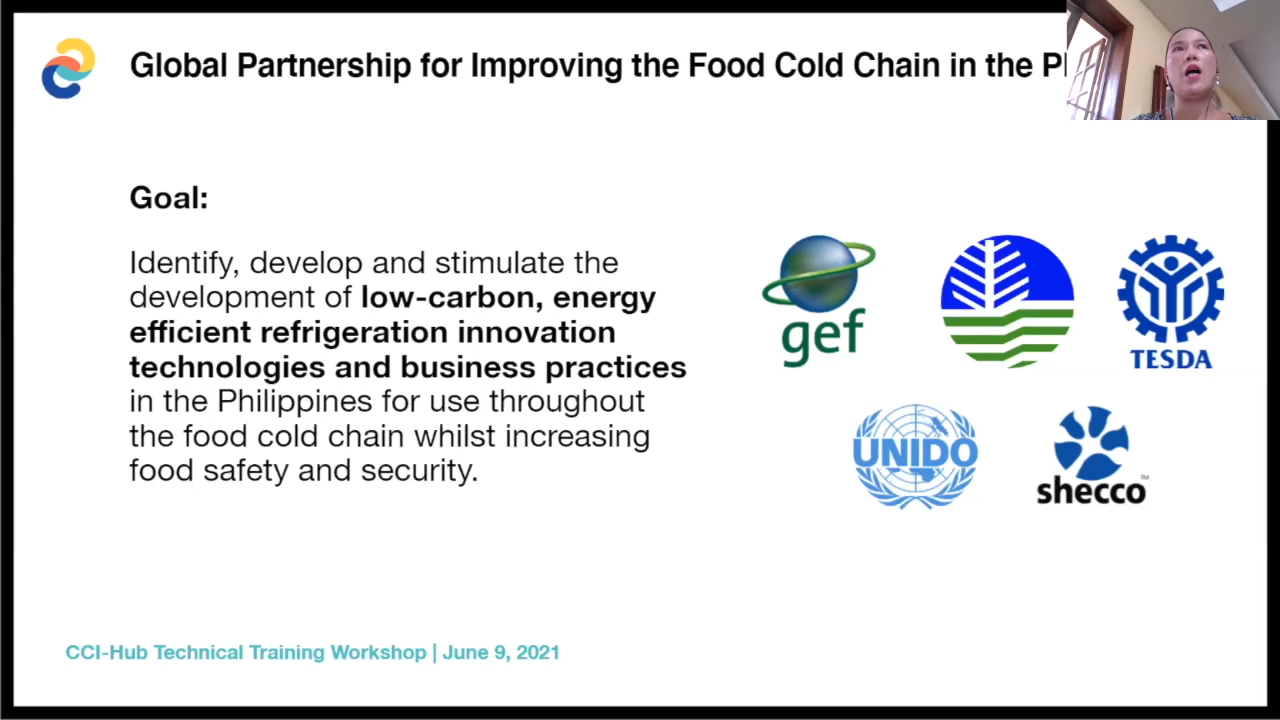 Global Partnership for Improving the Food Cold Chain in the
Goal:
Identify, develop and stimulate the
development of low-carbon, energy
efficient refrigeration innovation
technologies and business practices
in the Philippines for use throughout
the food cold chain whilst increasing
food safety and security.
gef
TESDA
UNIDO
shecco™
CCI-Hub Technical Training Workshop | June 9, 2021